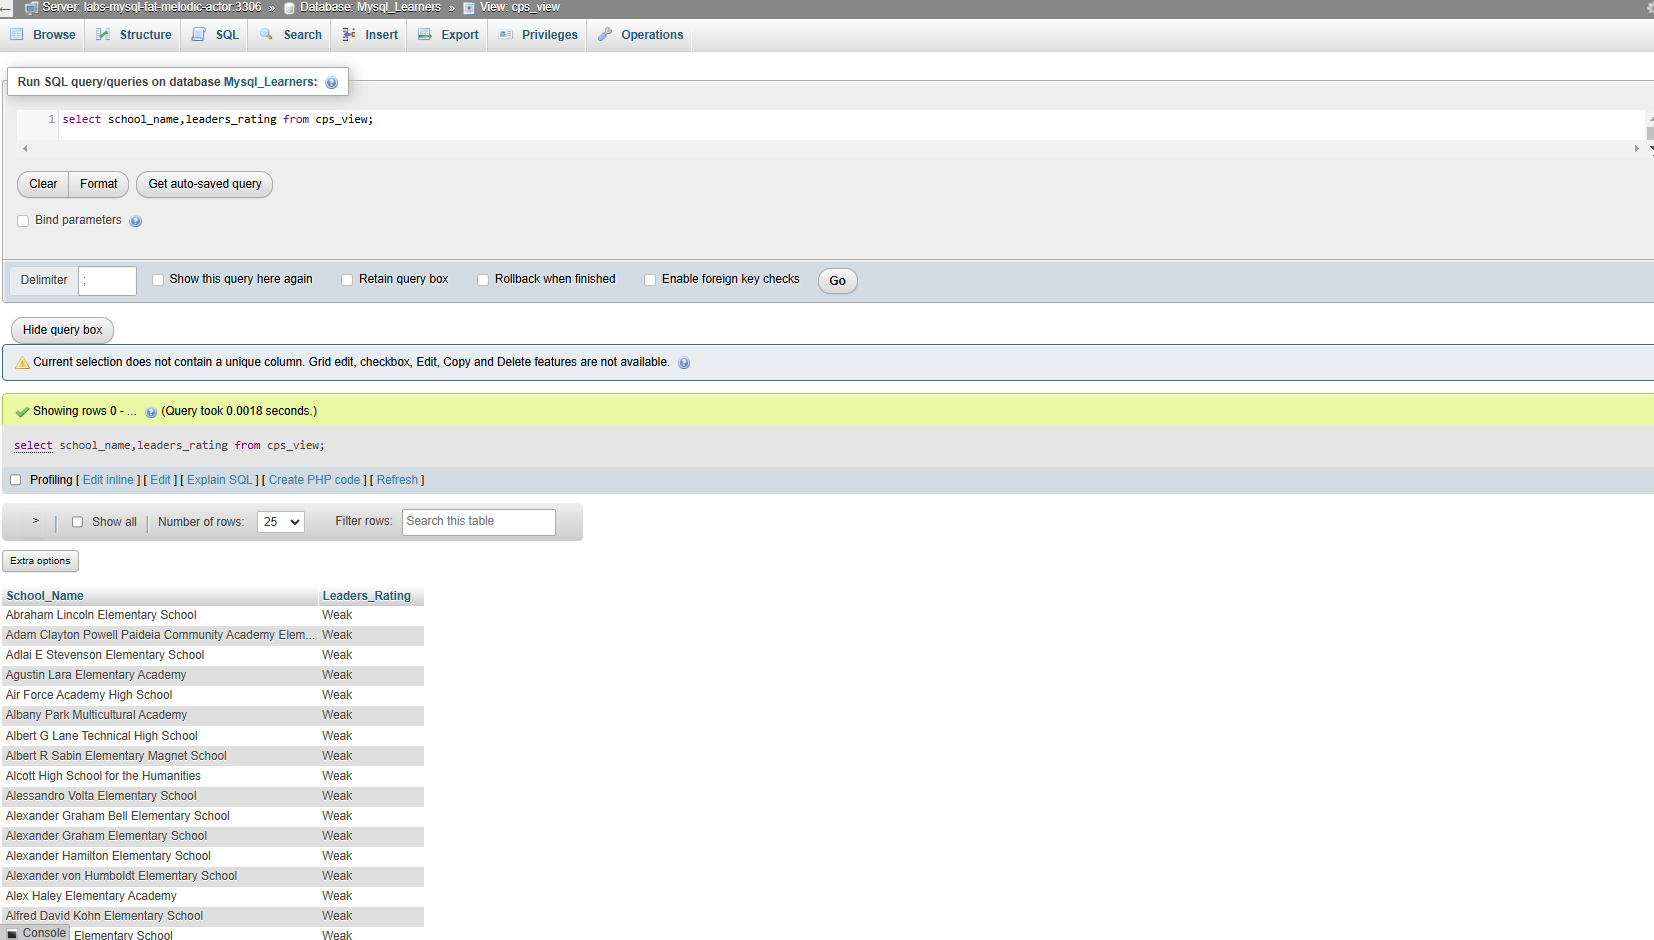 Server: labs-mysql-fat-melodic-actor:3306 » Database: Mysql_Learners » View: cps_view
Browse Structure SQL Search Insert Export Privileges Operations
Run SQL query/queries on database Mysql_Learners:
1 select school_name,leaders_rating from cps_view;
Clear Format Get auto-saved query
Bind parameters
Delimiter ; Show this query here again Retain query box Rollback when finished Enable foreign key checks Go
Hide query box
Current selection does not contain a unique column. Grid edit, checkbox, Edit, Copy and Delete features are not available.
Showing rows 0 - ... (Query took 0.0018 seconds.)
select school_name,leaders_rating from cps_view;
Profiling [ Edit inline ] [ Edit ] [ Explain SQL ] [ Create PHP code ] [ Refresh ]
> Show all Number of rows: 25 Filter rows: Search this table
Extra options
School_Name Leaders_Rating
Abraham Lincoln Elementary School Weak
Adam Clayton Powell Paideia Community Academy Elem... Weak
Adlai E Stevenson Elementary School Weak
Agustin Lara Elementary Academy Weak
Air Force Academy High School Weak
Albany Park Multicultural Academy Weak
Albert G Lane Technical High School Weak
Albert R Sabin Elementary Magnet School Weak
Alcott High School for the Humanities Weak
Alessandro Volta Elementary School Weak
Alexander Graham Bell Elementary School Weak
Alexander Graham Elementary School Weak
Alexander Hamilton Elementary School Weak
Alexander von Humboldt Elementary School Weak
Alex Haley Elementary Academy Weak
Alfred David Kohn Elementary School Weak
Console Elementary School Weak